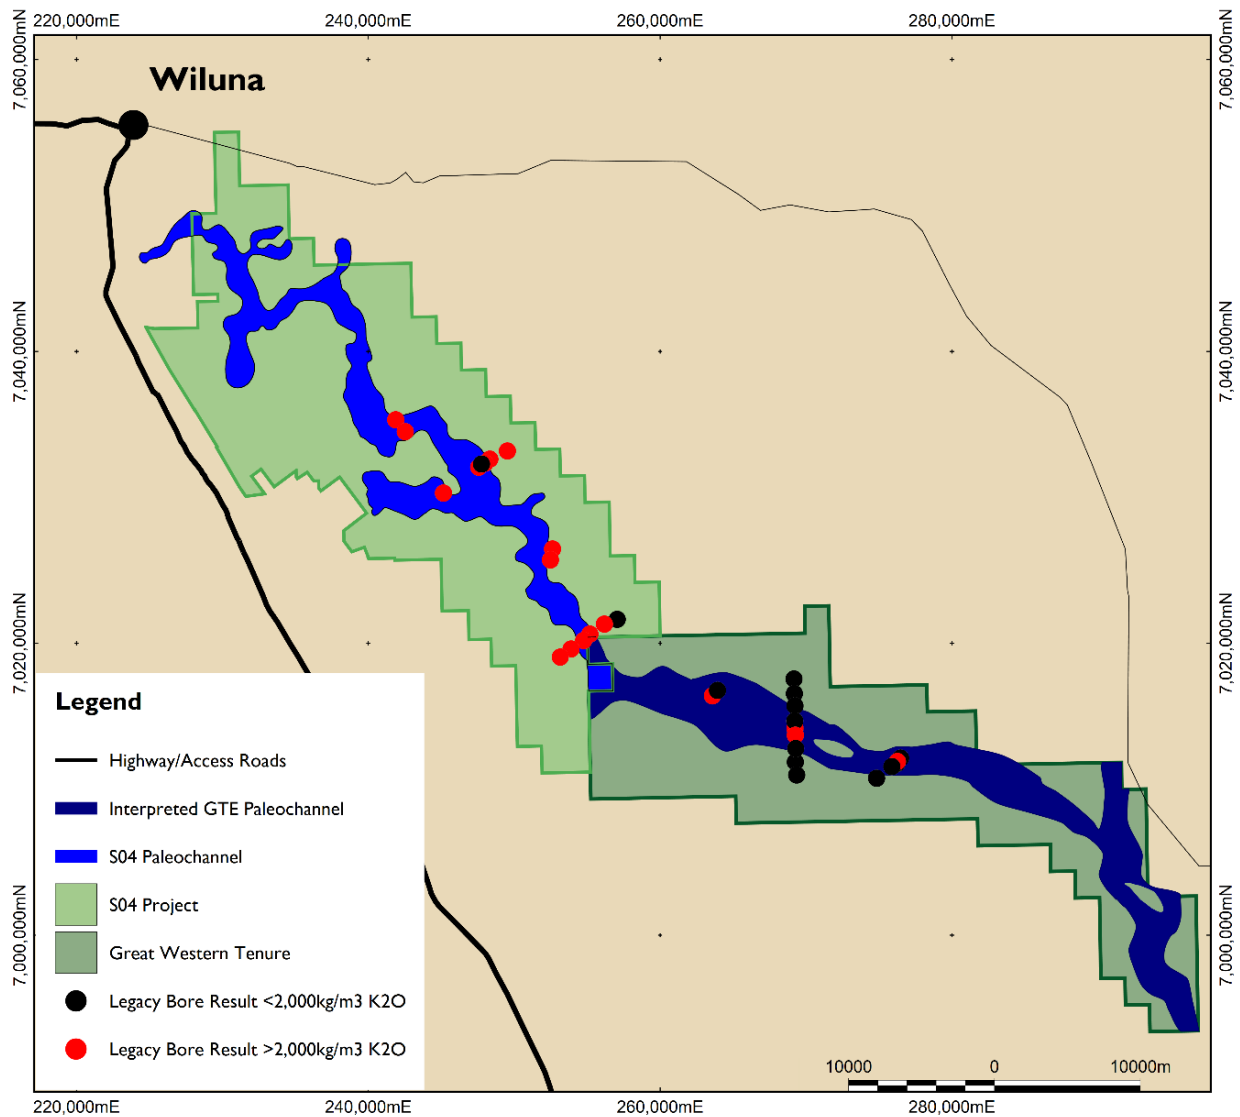 220,000mE 240,000mE 260,000mE 280,000mE
7,060,000mN 7,060,000mN
Wiluna
7,040,000mN 7,040,000mN
7,020,000mN 7,020,000mN
Legend
Highway/Access Roads
Interpreted GTE Paleochannel
S04 Paleochannel
S04 Project
Great Western Tenure
Legacy Bore Result <2,000kg/m3 K2O
Legacy Bore Result >2,000kg/m3 K2O
7,000,000mN 7,000,000mN
10000 0 10000m
220,000mE 240,000mE 260,000mE 280,000mE